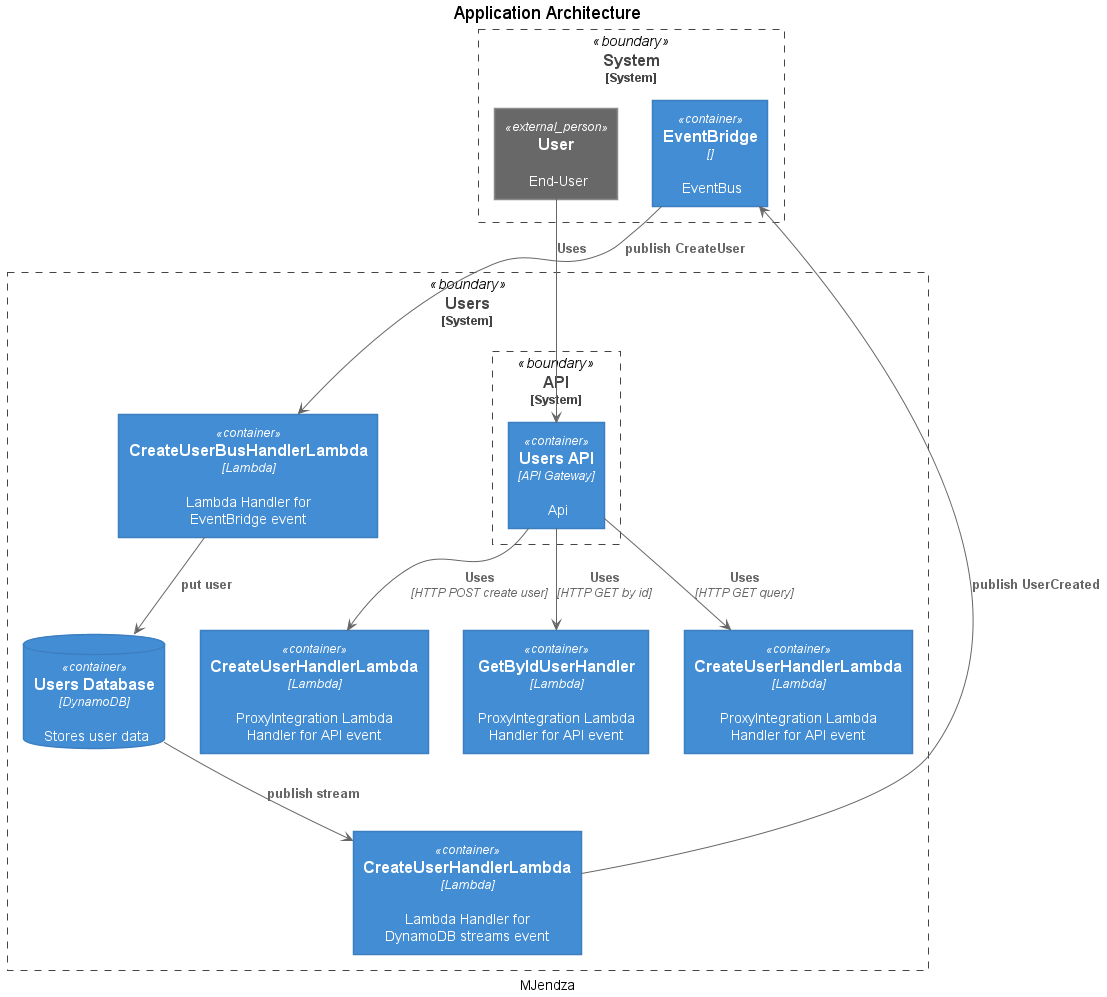 Application Architecture
«boundary»
System
[System]
«external_person»
User
End-User
«container»
EventBridge
[]
EventBus
Uses
publish CreateUser
«boundary»
Users
[System]
«boundary»
API
[System]
«container»
CreateUserBusHandlerLambda
[Lambda]
Lambda Handler for
EventBridge event
«container»
Users API
[API Gateway]
Api
put user
Uses
[HTTP POST create user]
Uses
[HTTP GET by id]
Uses
[HTTP GET query]
publish UserCreated
«container»
Users Database
[DynamoDB]
Stores user data
«container»
CreateUserHandlerLambda
[Lambda]
ProxyIntegration Lambda
Handler for API event
«container»
GetByIdUserHandler
[Lambda]
ProxyIntegration Lambda
Handler for API event
«container»
CreateUserHandlerLambda
[Lambda]
ProxyIntegration Lambda
Handler for API event
publish stream
«container»
CreateUserHandlerLambda
[Lambda]
Lambda Handler for
DynamoDB streams event
MJendza